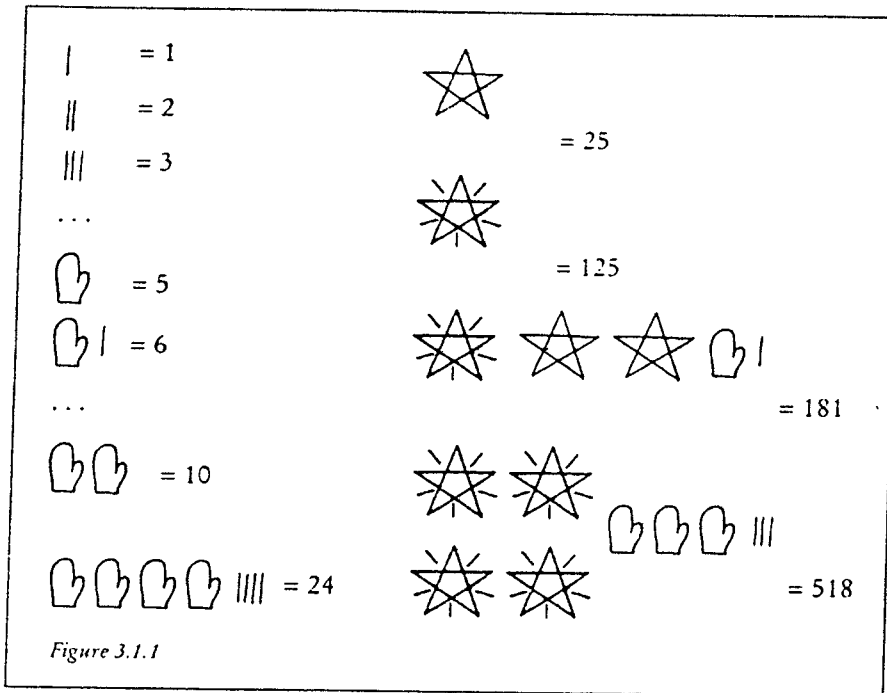 | = 1
|| = 2
||| = 3
. . .
= 5
| = 6
. . .
= 10
|||| = 24
= 25
= 125
|
= 181
|||
= 518
Figure 3.1.1